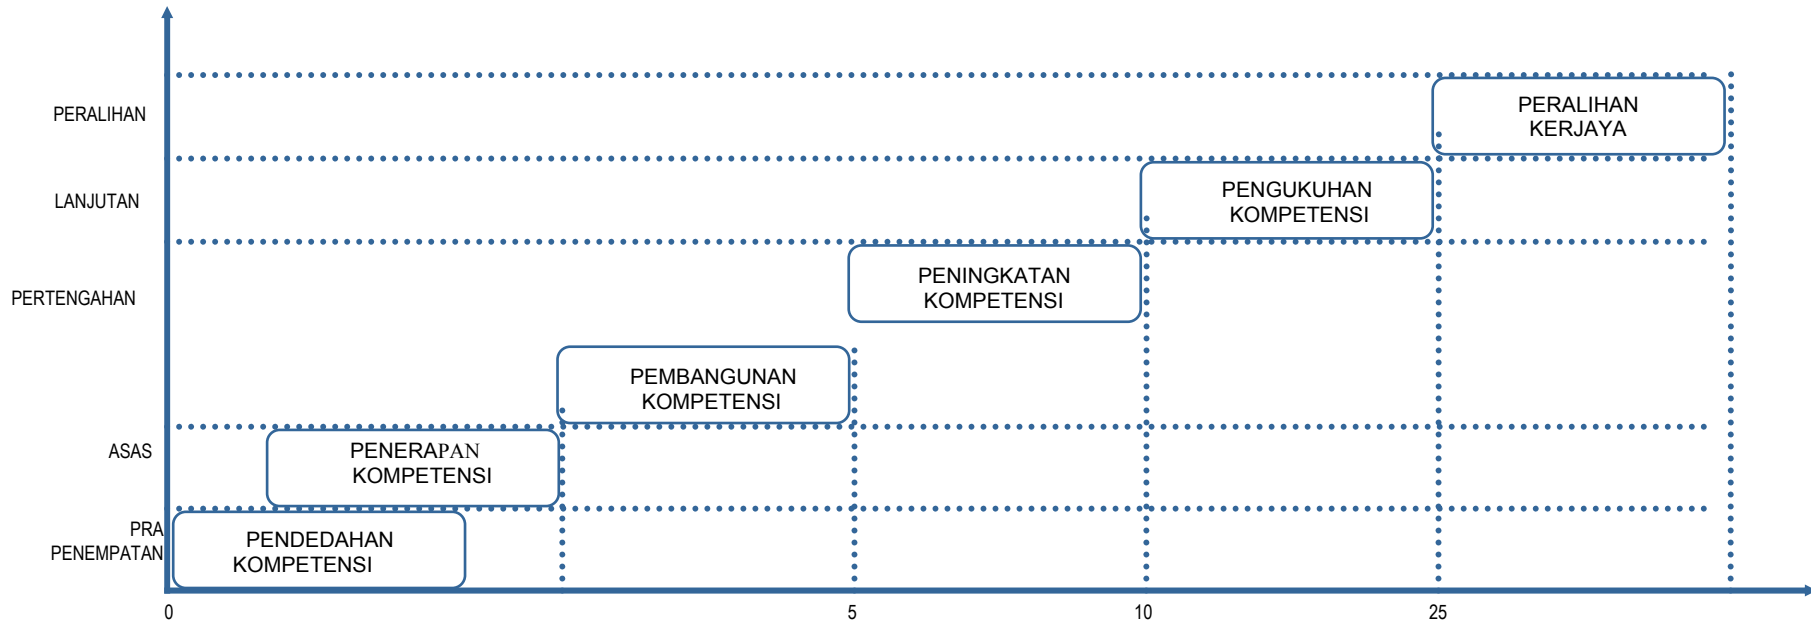 PERALIHAN
PERALIHAN
KERJAYA
LANJUTAN
PENGUKUHAN
KOMPETENSI
PERTENGAHAN
PENINGKATAN
KOMPETENSI
PEMBANGUNAN
KOMPETENSI
ASAS
PENERAPAN
KOMPETENSI
PRA
PENEMPATAN
PENDEDAHAN
KOMPETENSI
0 5 10 25